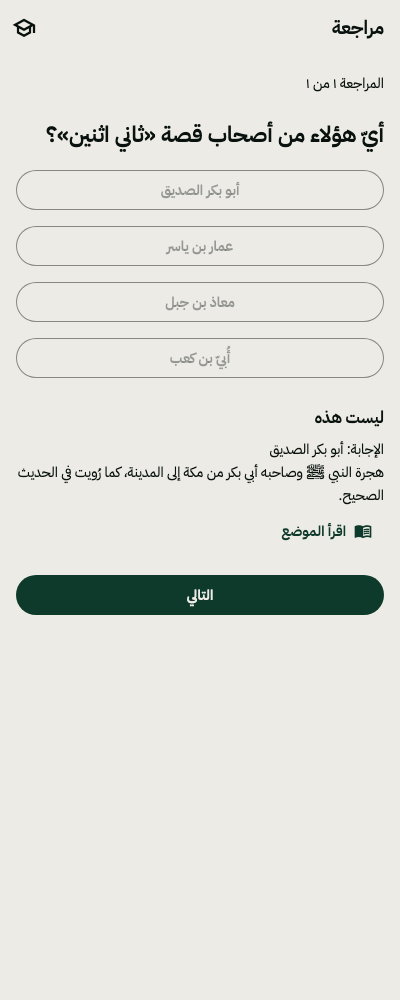 مراجعة
المراجعة ١ من ١
أيّ هؤلاء من أصحاب قصة «ثاني اثنين»؟
أبو بكر الصديق
عمار بن ياسر
معاذ بن جبل
أُبيّ بن كعب
ليست هذه
الإجابة: أبو بكر الصديق
هجرة النبي ﷺ وصاحبه أبي بكر من مكة إلى المدينة، كما رُويت في الحديث
الصحيح.
اقرأ الموضع
التالي